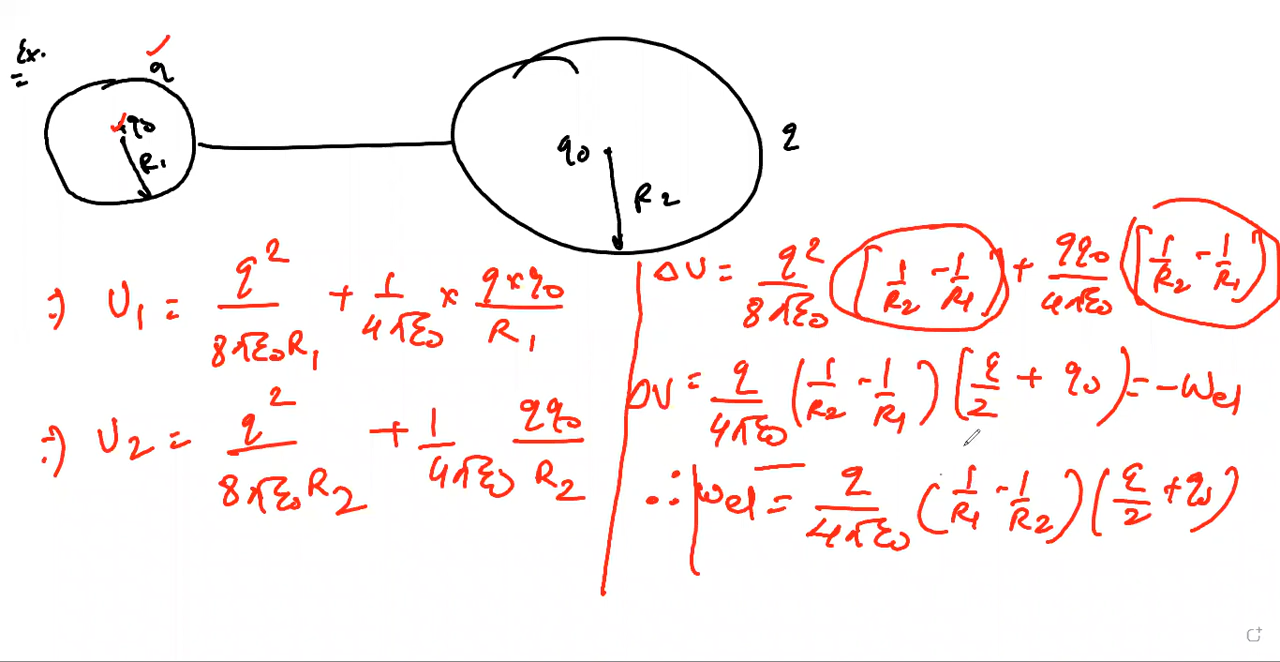 Ex.
q
+q0
R1
q0
R2
q
⇒ U1 = q²/8πε0R1 + 1/4πε0 × q×q0/R1
⇒ U2 = q²/8πε0R2 + 1/4πε0 qq0/R2
ΔU = q²/8πε0 [1/R2 - 1/R1] + qq0/4πε0 [1/R2 - 1/R1]
ΔU = q/4πε0 (1/R2 - 1/R1) [q/2 + q0) = -Wel
∴ Wel = q/4πε0 (1/R1 - 1/R2) (q/2 + q0)